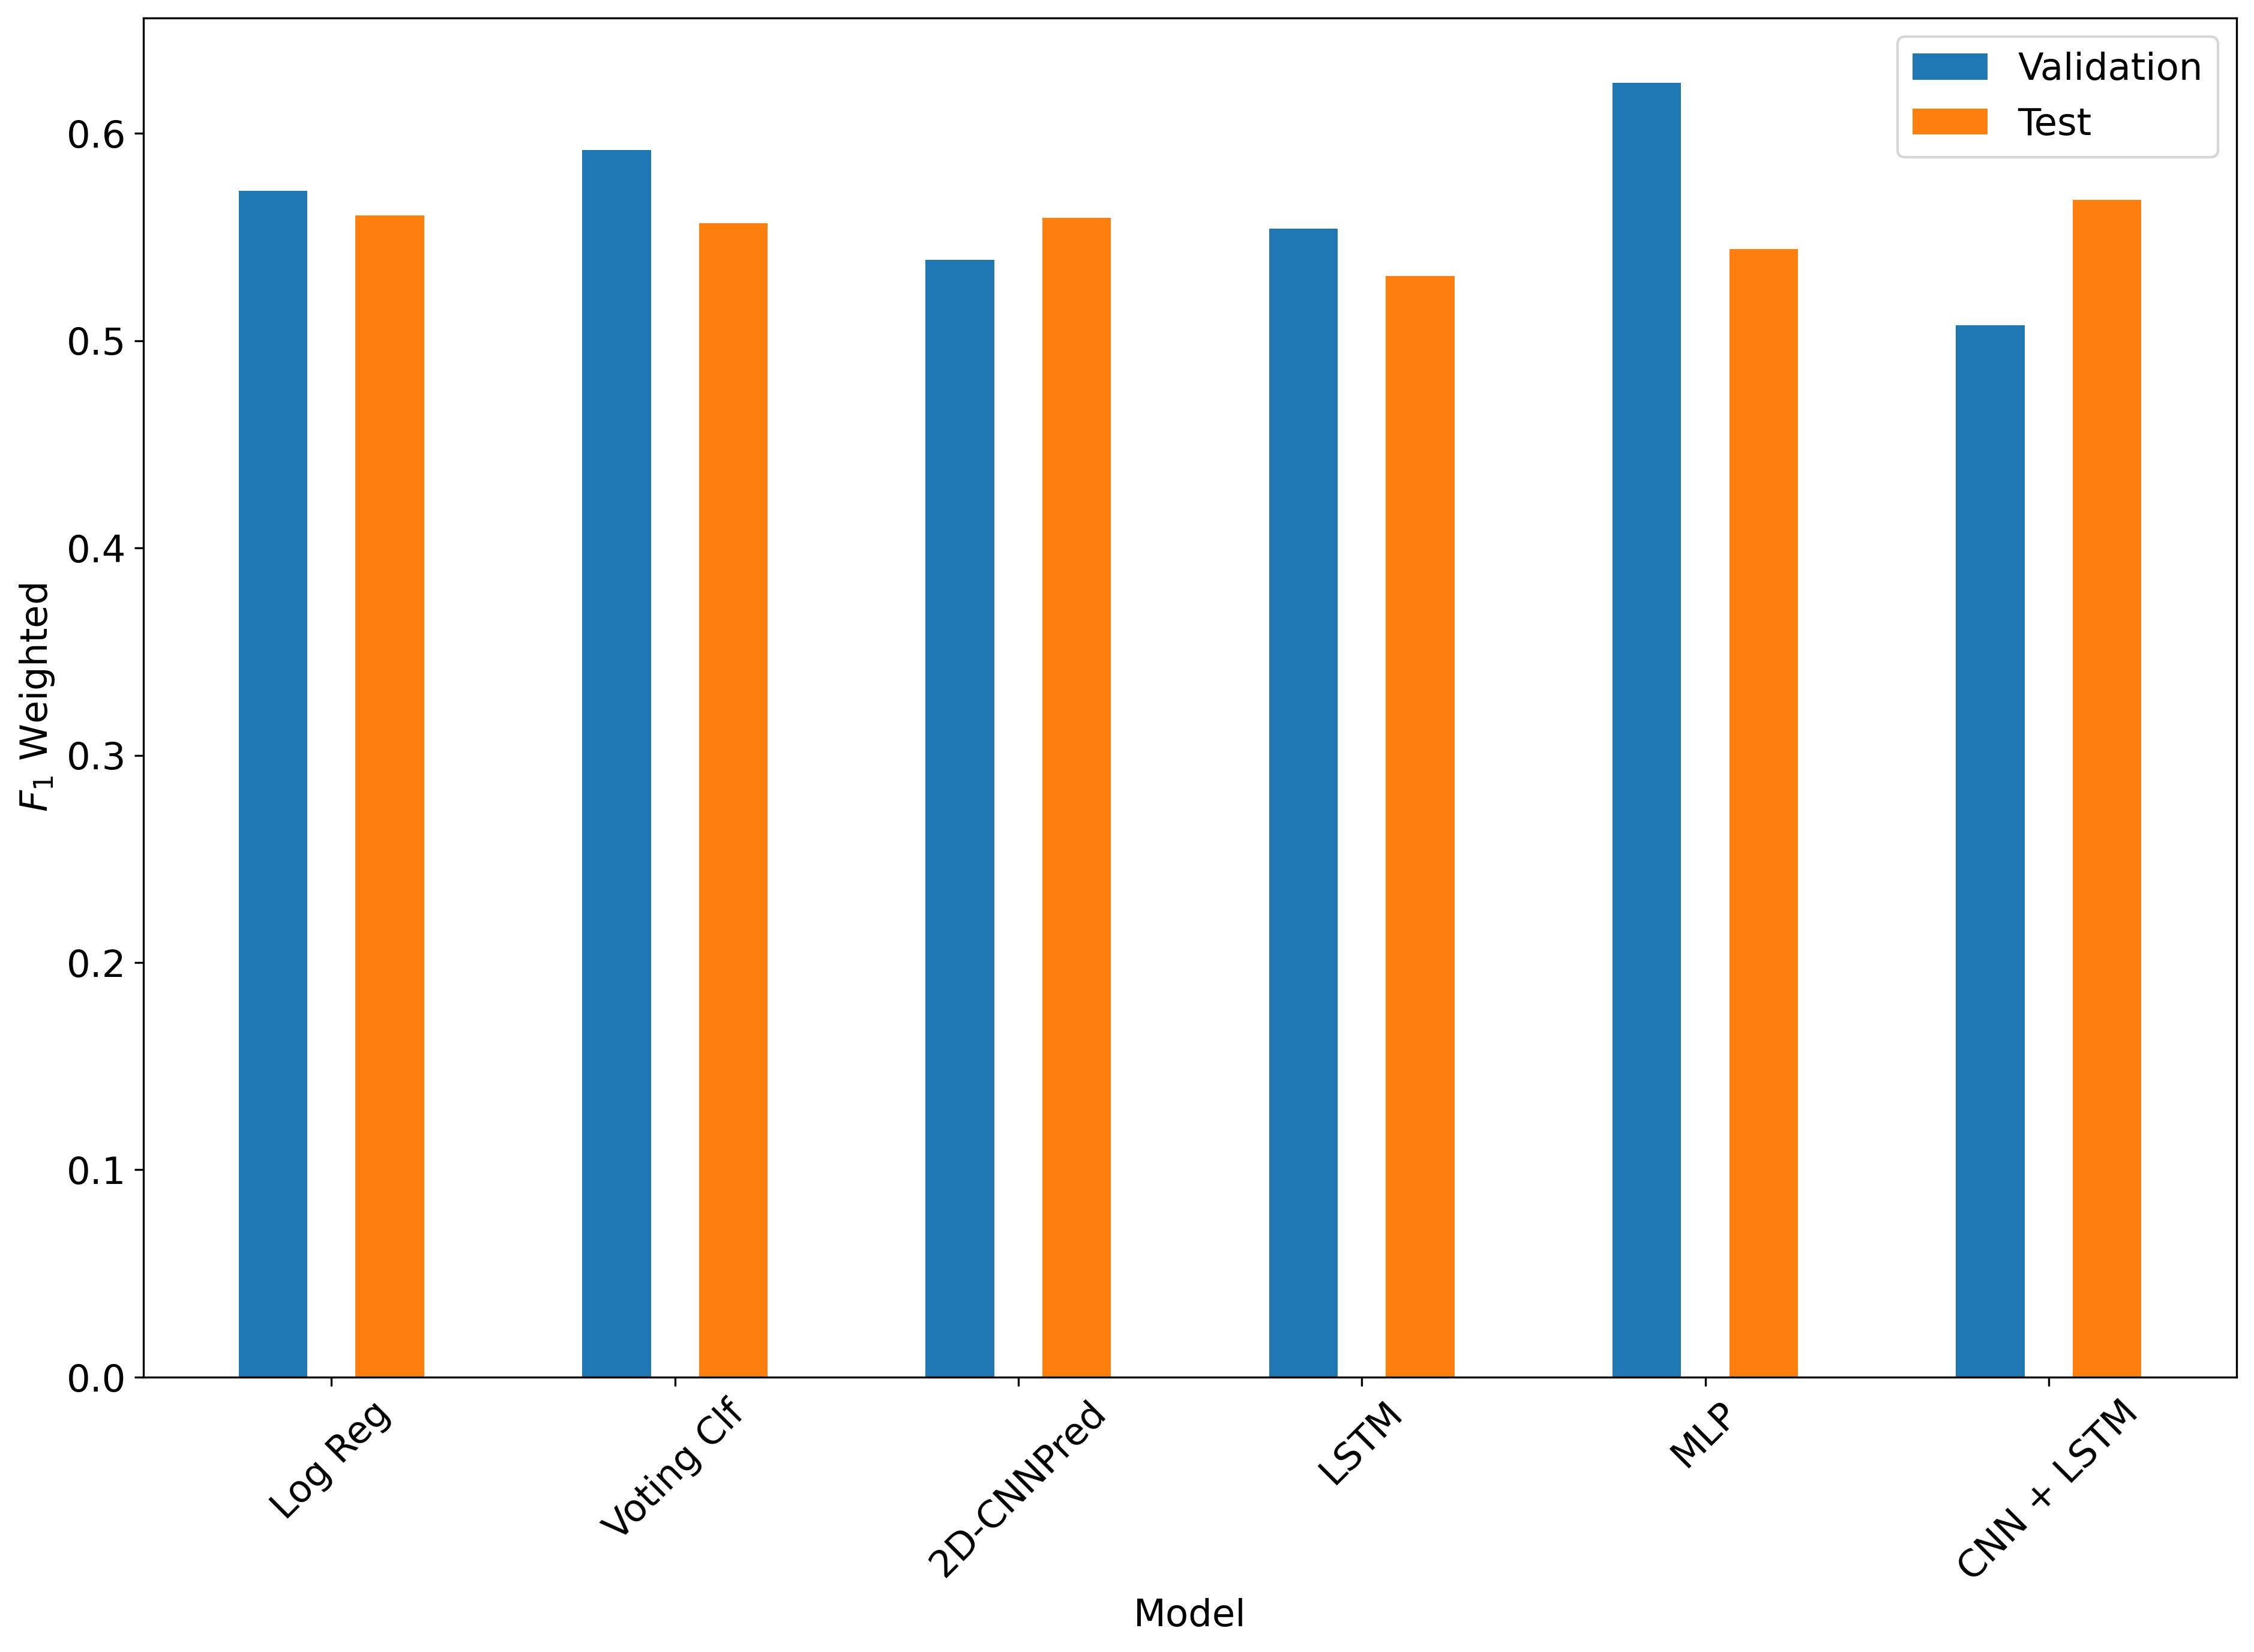 Validation
Test
0.6
0.5
0.4
0.3
0.2
0.1
0.0
F1 Weighted
Log Reg
Voting Clf
2D-CNNPred
LSTM
MLP
CNN + LSTM
Model